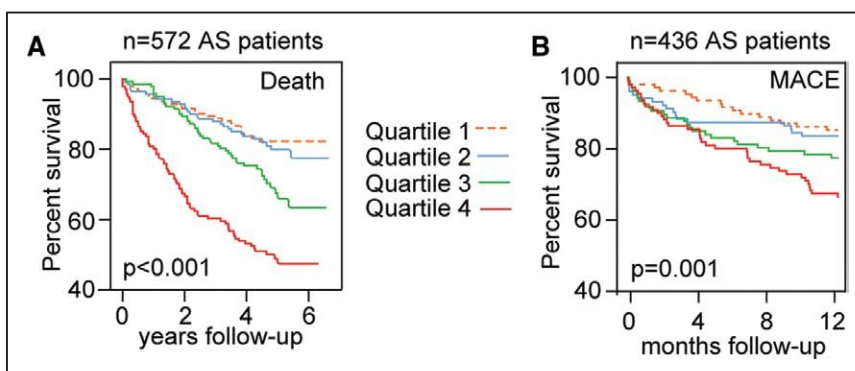 A
n=572 AS patients
Death
Percent survival
100
80
60
40
p<0.001
0 2 4 6
years follow-up
Quartile 1
Quartile 2
Quartile 3
Quartile 4
B
n=436 AS patients
MACE
Percent survival
100
80
60
40
p=0.001
0 4 8 12
months follow-up